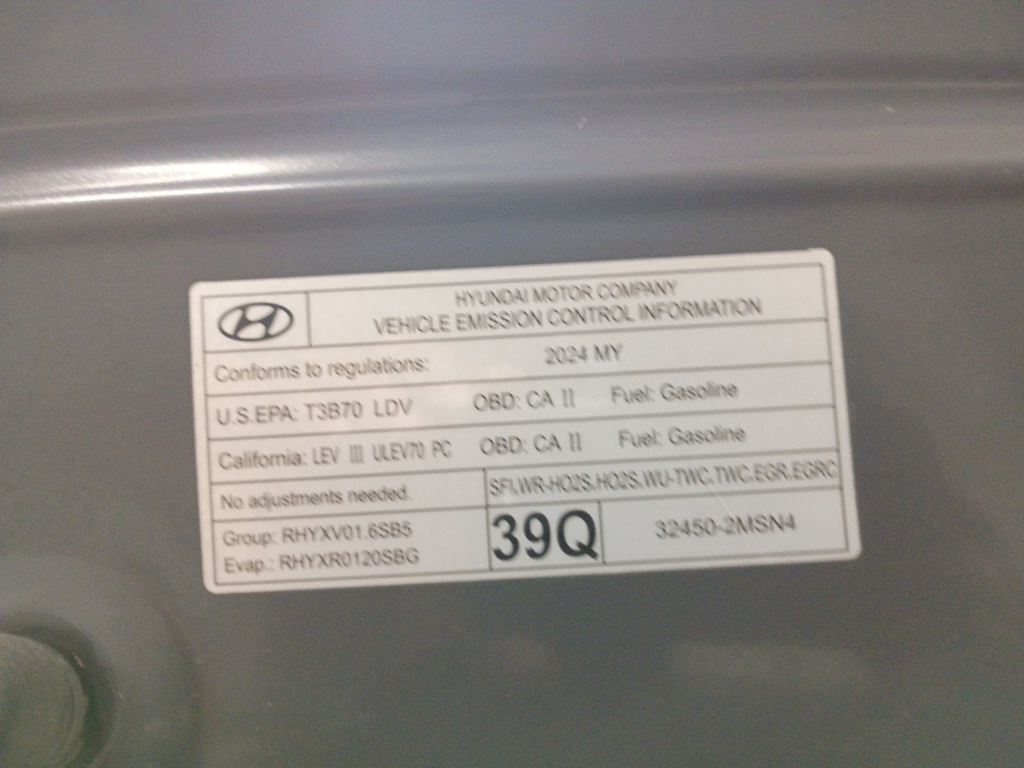 HYUNDAI MOTOR COMPANY
VEHICLE EMISSION CONTROL INFORMATION
Conforms to regulations: 2024 MY
U.S.EPA: T3B70 LDV OBD: CA II Fuel: Gasoline
California: LEV III ULEV70 PC OBD: CA II Fuel: Gasoline
No adjustments needed. SFI,WR-HO2S,HO2S,WU-TWC,TWC,EGR,EGRC
Group: RHYXV01.6SB5
Evap.: RHYXR0120SBG
39Q
32450-2MSN4